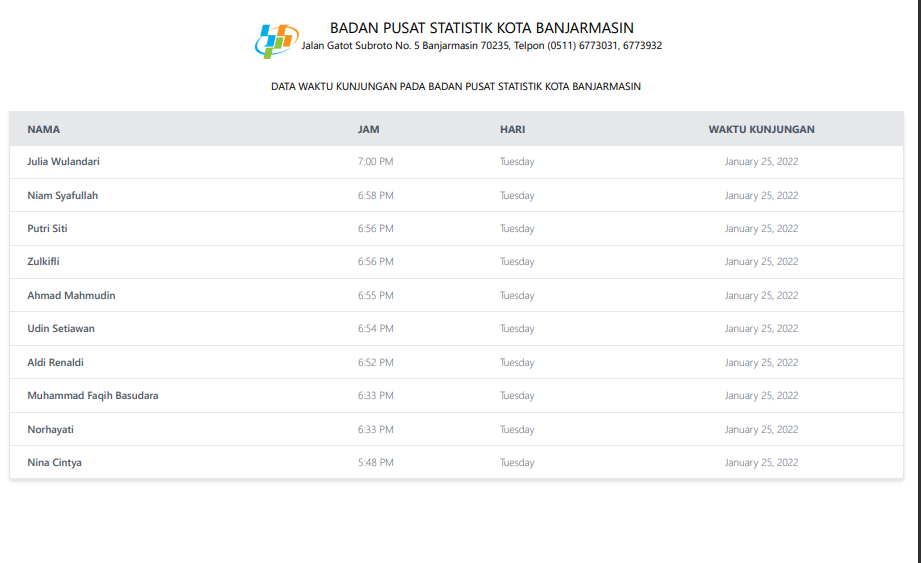 BADAN PUSAT STATISTIK KOTA BANJARMASIN
Jalan Gatot Subroto No. 5 Banjarmasin 70235, Telpon (0511) 6773031, 6773932
DATA WAKTU KUNJUNGAN PADA BADAN PUSAT STATISTIK KOTA BANJARMASIN
NAMA JAM HARI WAKTU KUNJUNGAN
Julia Wulandari 7:00 PM Tuesday January 25, 2022
Niam Syafullah 6:58 PM Tuesday January 25, 2022
Putri Siti 6:56 PM Tuesday January 25, 2022
Zulkifli 6:56 PM Tuesday January 25, 2022
Ahmad Mahmudin 6:55 PM Tuesday January 25, 2022
Udin Setiawan 6:54 PM Tuesday January 25, 2022
Aldi Renaldi 6:52 PM Tuesday January 25, 2022
Muhammad Faqih Basudara 6:33 PM Tuesday January 25, 2022
Norhayati 6:33 PM Tuesday January 25, 2022
Nina Cintya 5:48 PM Tuesday January 25, 2022